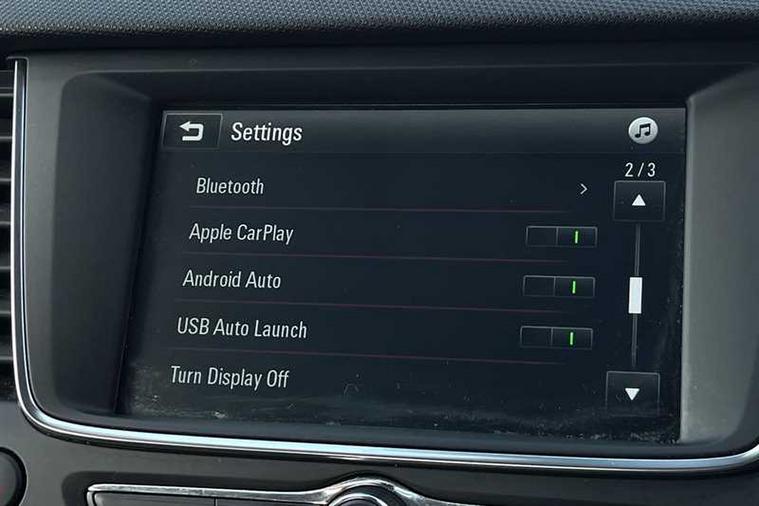 Settings
2/3
Bluetooth
Apple CarPlay
Android Auto
USB Auto Launch
Turn Display Off